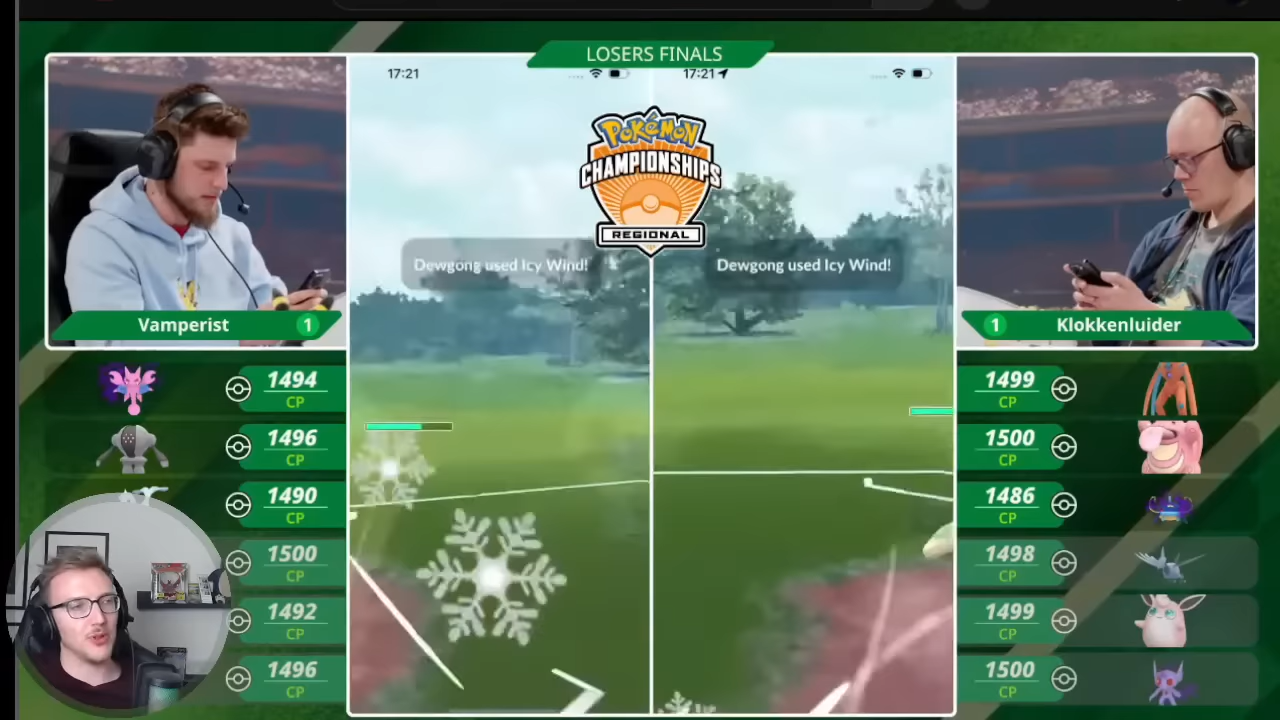 LOSERS FINALS
17:21
17:21
POKÉMON
CHAMPIONSHIPS
REGIONAL
Dewgong used Icy Wind!
Dewgong used Icy Wind!
Vamperist 1
1 Klokkenluider
1494
CP
1496
CP
1490
CP
1500
CP
1492
CP
1496
CP
1499
CP
1500
CP
1486
CP
1498
CP
1499
CP
1500
CP